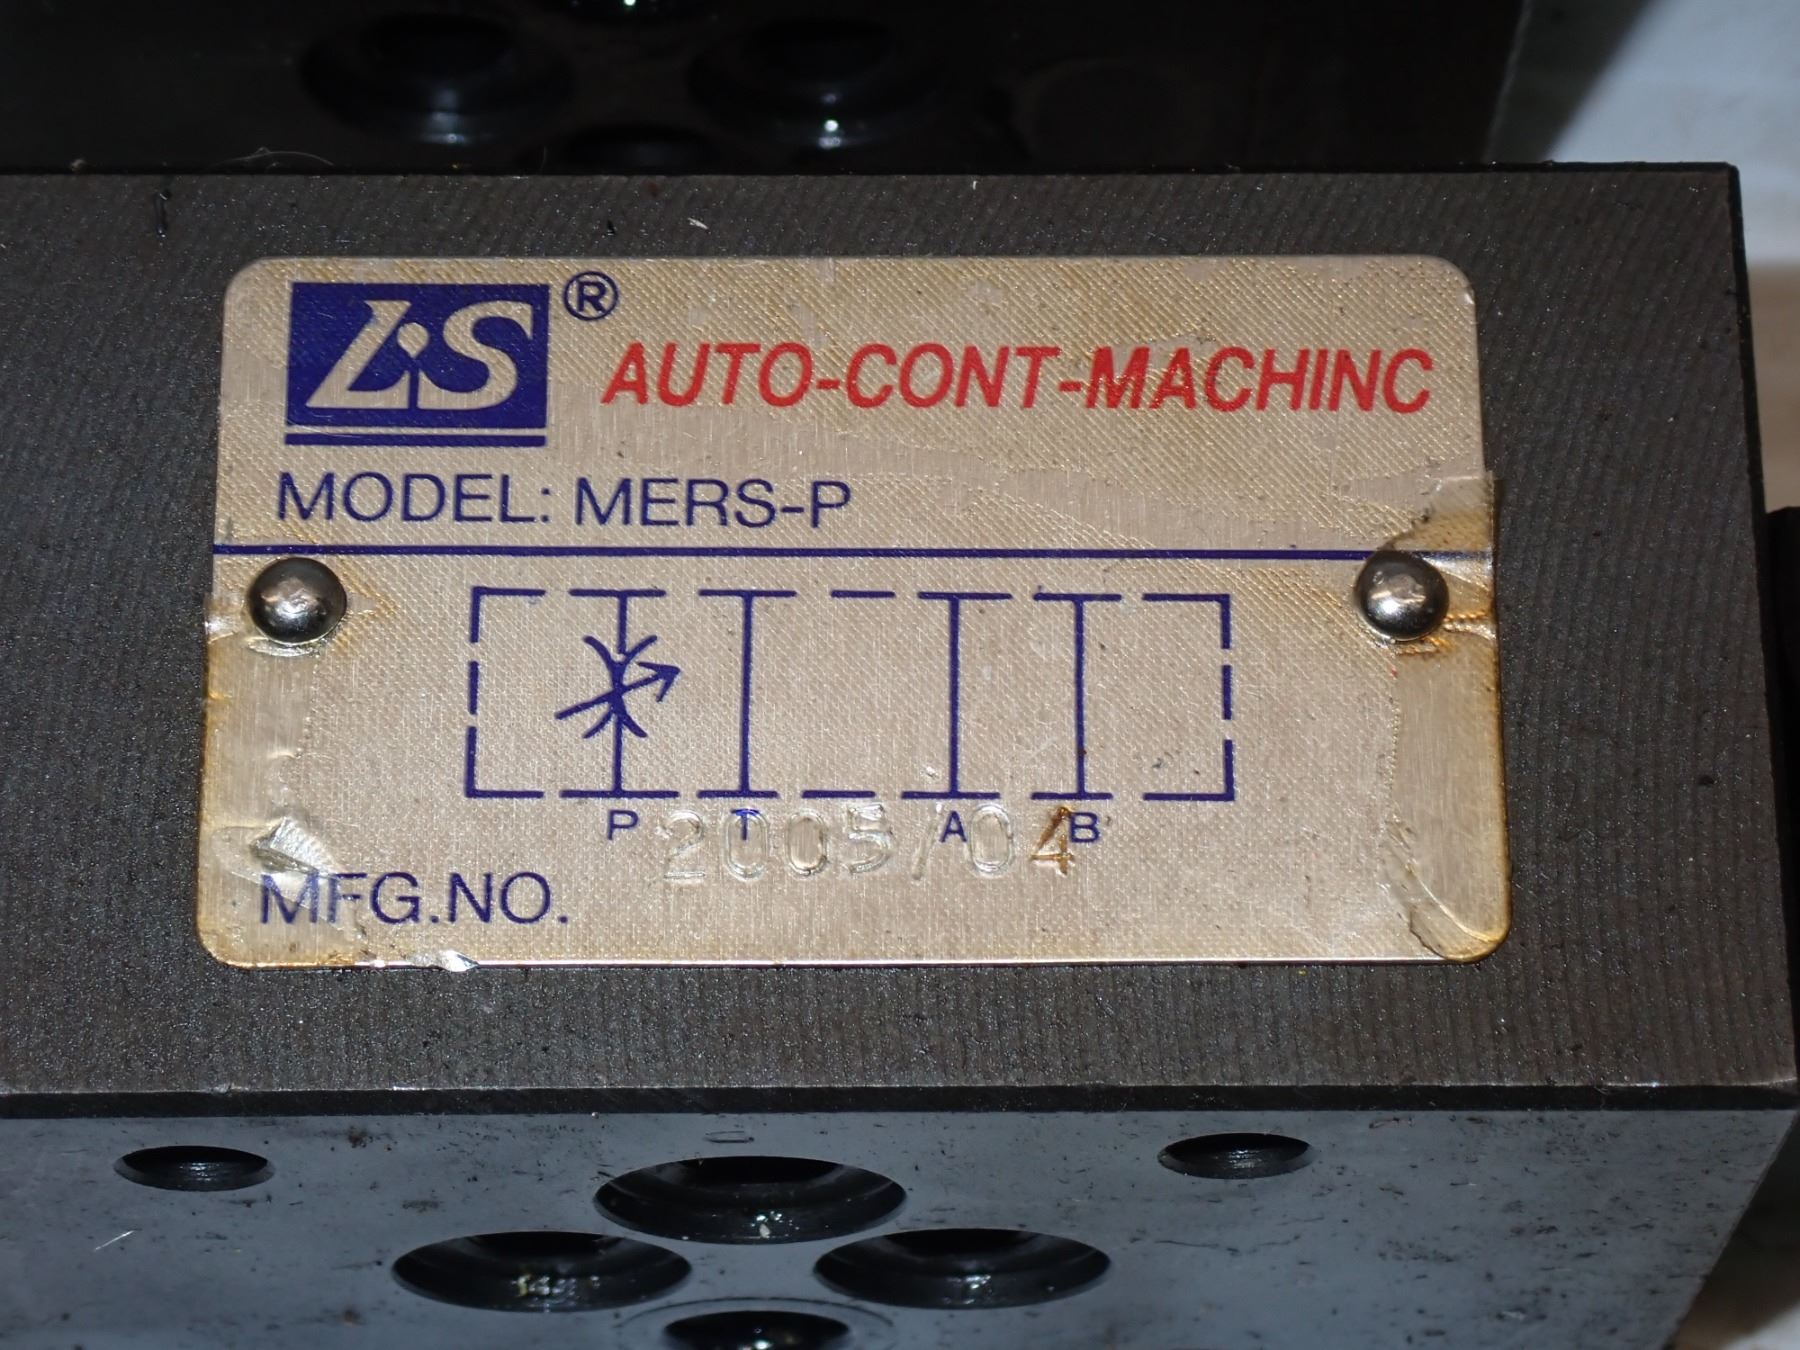 LS®
AUTO-CONT-MACHINC
MODEL: MERS-P
P T A B
2005/04
MFG.NO.